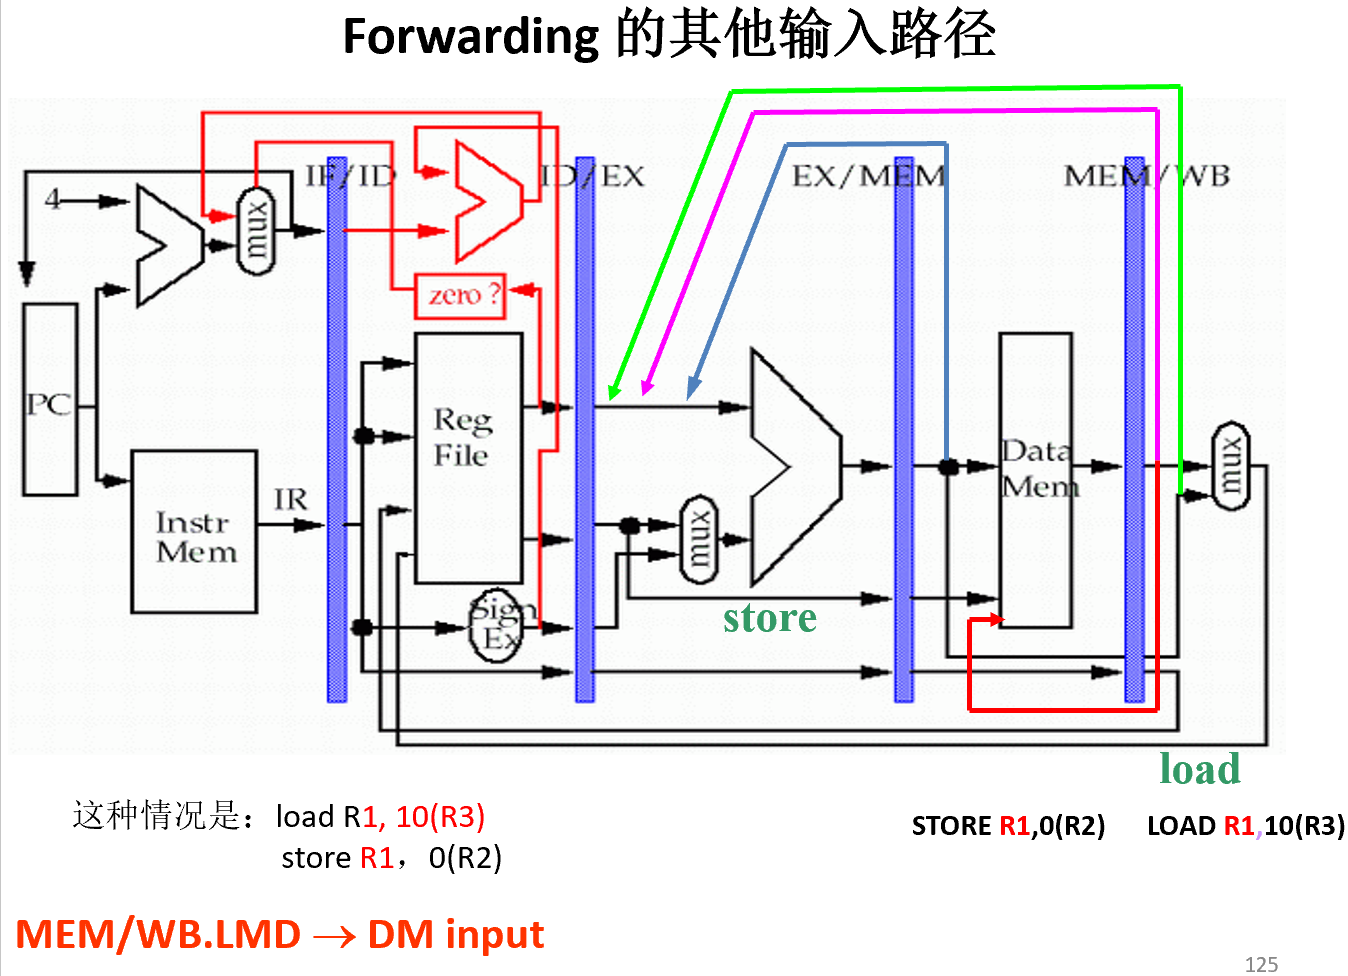 Forwarding 的其他输入路径
IF/ID
ID/EX
EX/MEM
MEM/WB
4
mux
zero ?
PC
Reg
File
Data
Mem
mux
IR
Instr
Mem
mux
Sign
Ex
store
load
这种情况是：load R1, 10(R3)
store R1，0(R2)
STORE R1,0(R2)
LOAD R1,10(R3)
MEM/WB.LMD → DM input
125